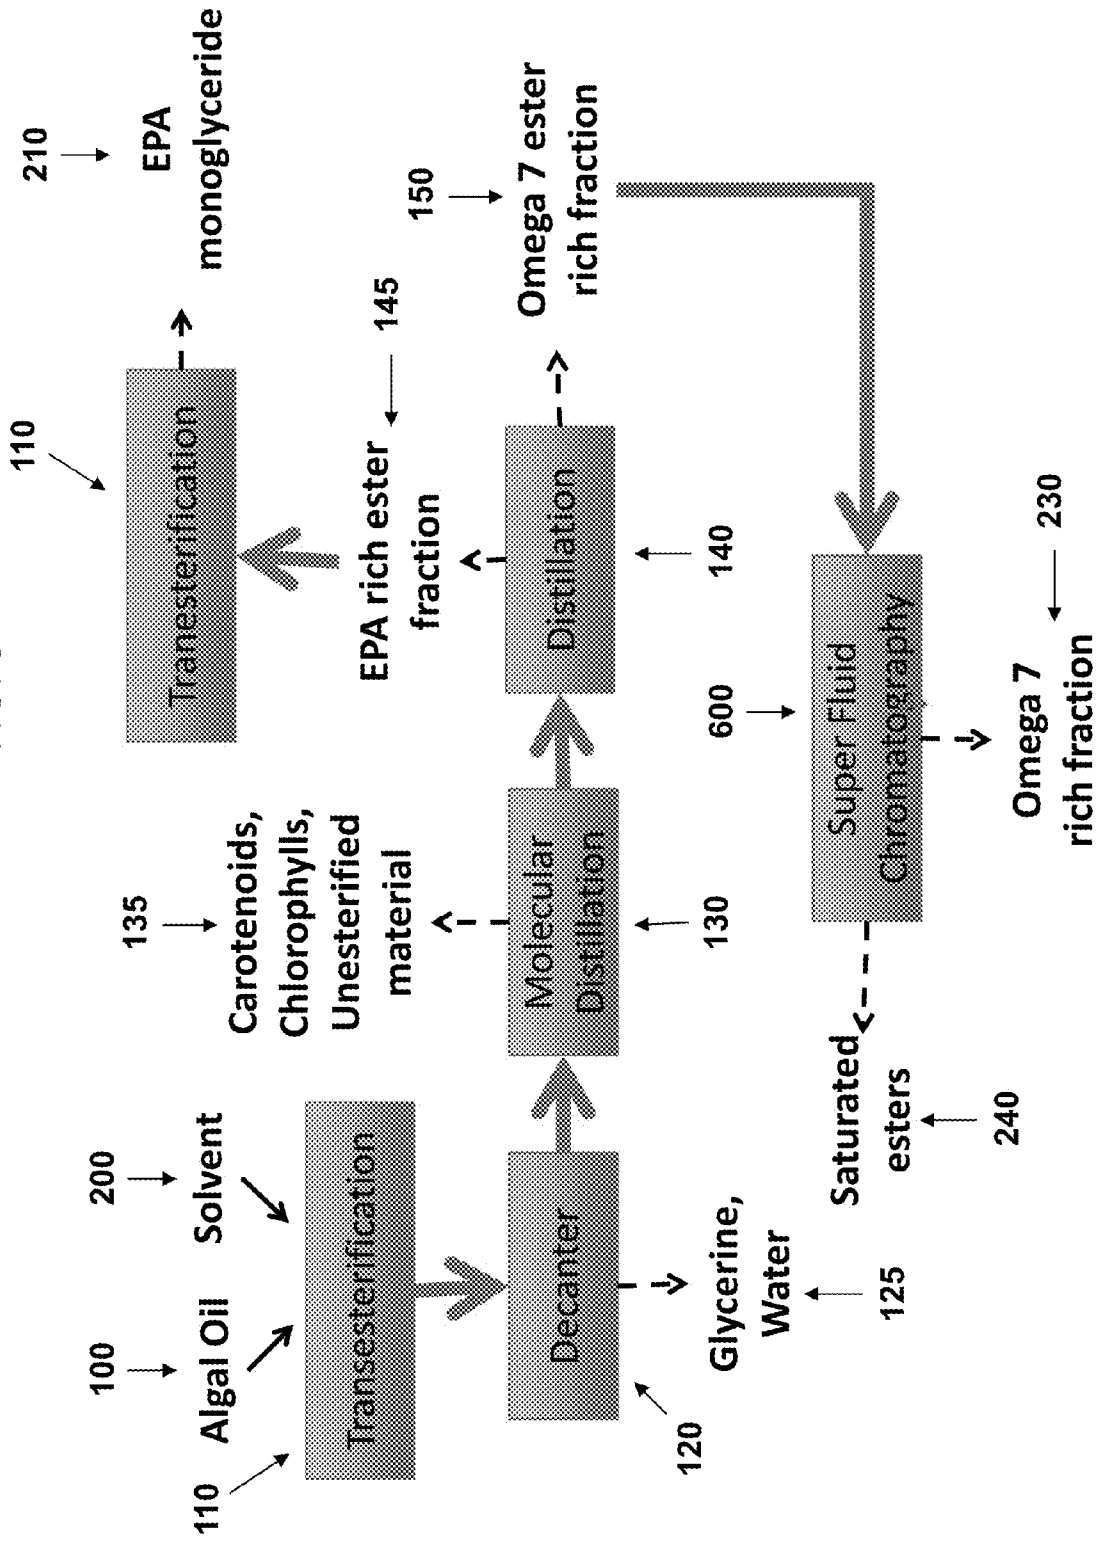 110
210
Tranesterification
EPA
monoglyceride
100
200
135
110
Algal Oil
Solvent
Carotenoids,
Chlorophylls,
Unesterified
material
Transesterification
EPA rich ester
fraction
145
150
Decanter
Molecular
Distillation
Distillation
Omega 7 ester
rich fraction
120
130
140
600
Glycerine,
Water
125
Saturated
esters
240
Super Fluid
Chromatography
230
Omega 7
rich fraction